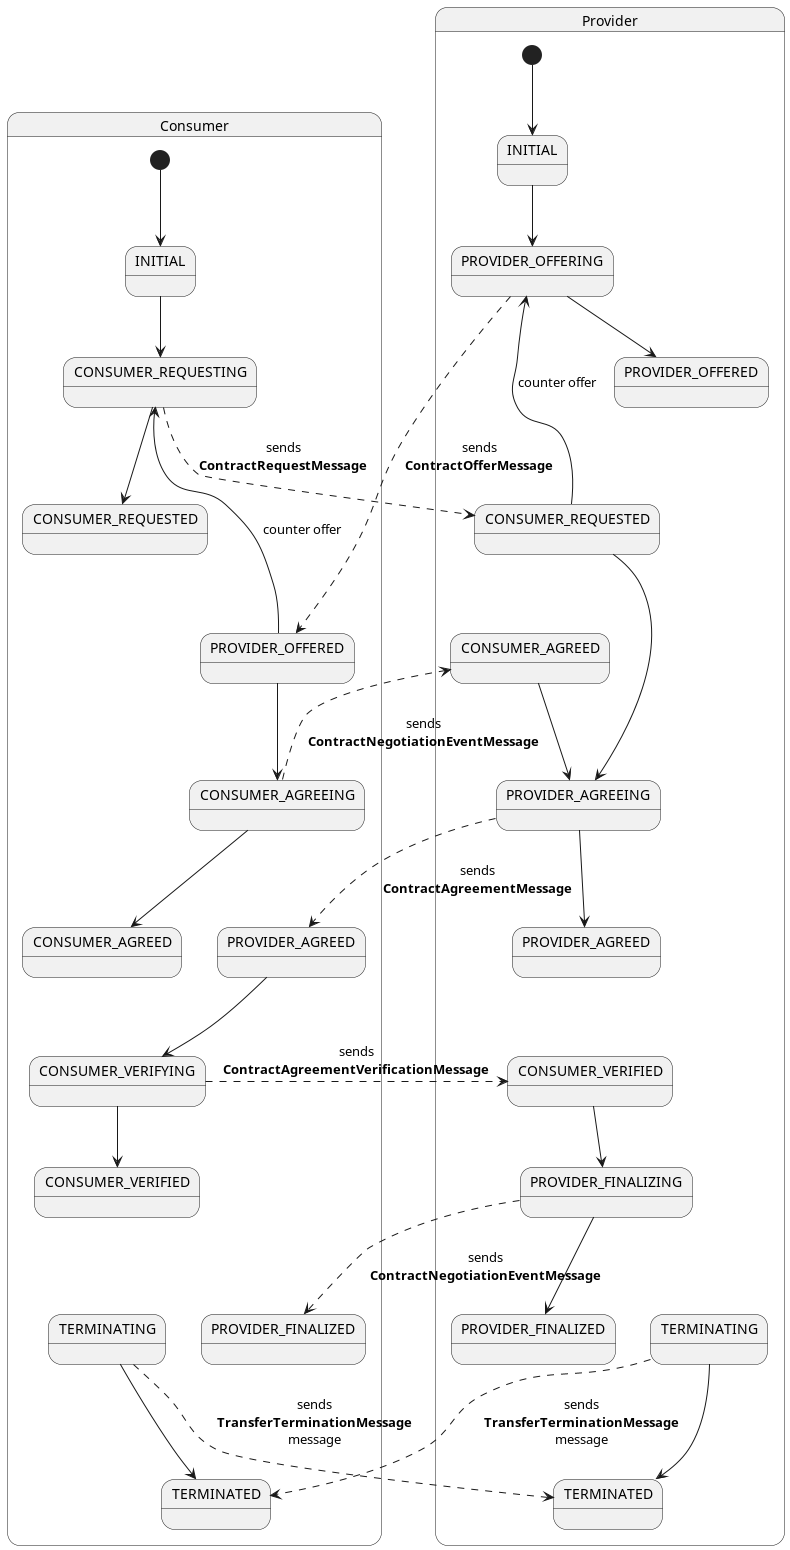 Provider
Consumer
INITIAL
INITIAL
PROVIDER_OFFERING
CONSUMER_REQUESTING
PROVIDER_OFFERED
counter offer
sends
ContractRequestMessage
sends
ContractOfferMessage
CONSUMER_REQUESTED
CONSUMER_REQUESTED
counter offer
PROVIDER_OFFERED
CONSUMER_AGREED
sends
ContractNegotiationEventMessage
CONSUMER_AGREEING
PROVIDER_AGREEING
sends
ContractAgreementMessage
CONSUMER_AGREED
PROVIDER_AGREED
PROVIDER_AGREED
sends
ContractAgreementVerificationMessage
CONSUMER_VERIFYING
CONSUMER_VERIFIED
CONSUMER_VERIFIED
PROVIDER_FINALIZING
sends
ContractNegotiationEventMessage
TERMINATING
PROVIDER_FINALIZED
PROVIDER_FINALIZED
TERMINATING
sends
TransferTerminationMessage
message
sends
TransferTerminationMessage
message
TERMINATED
TERMINATED